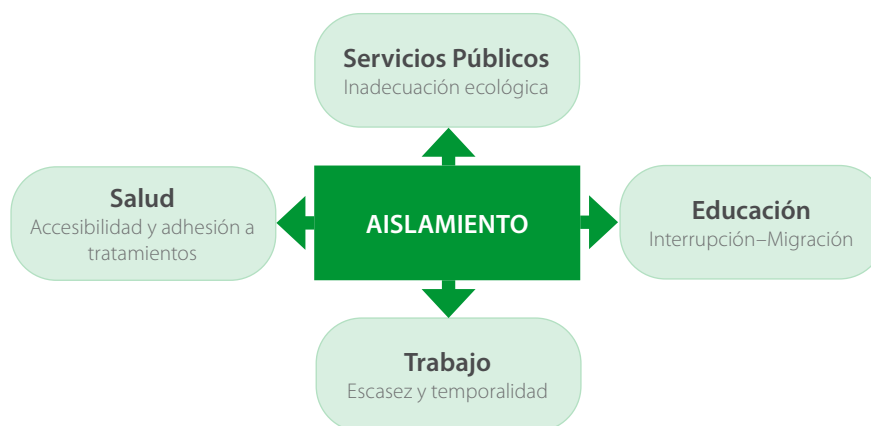 Servicios Públicos
Inadecuación ecológica
Salud
Accesibilidad y adhesión a
tratamientos
AISLAMIENTO
Educación
Interrupción–Migración
Trabajo
Escasez y temporalidad